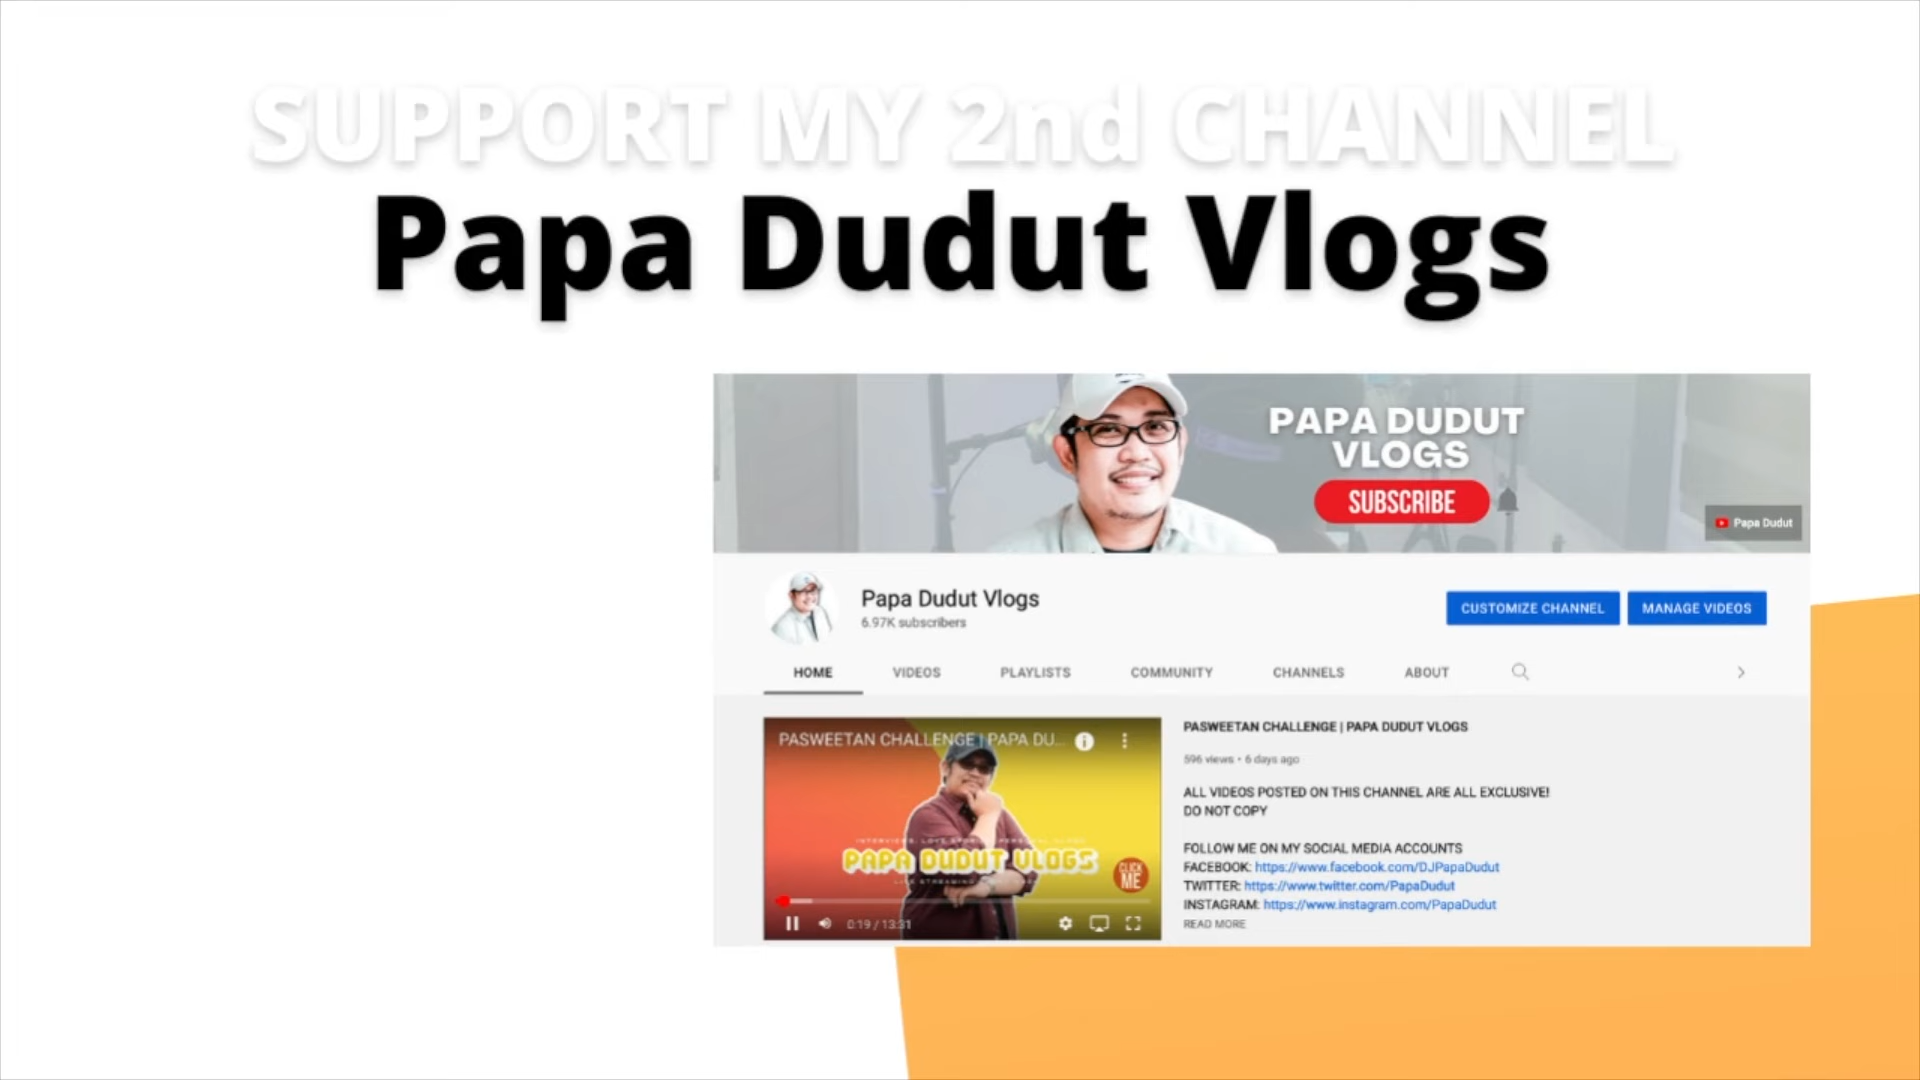 SUPPORT MY 2nd CHANNEL
Papa Dudut Vlogs
PAPA DUDUT
VLOGS
SUBSCRIBE
Papa Dudut
Papa Dudut Vlogs
6.97K subscribers
CUSTOMIZE CHANNEL
MANAGE VIDEOS
HOME VIDEOS PLAYLISTS COMMUNITY CHANNELS ABOUT
PASWEETAN CHALLENGE | PAPA DU...
PAPA DUDUT VLOGS
CLICK
ME
0:19 / 13:31
PASWEETAN CHALLENGE | PAPA DUDUT VLOGS
596 views • 6 days ago
ALL VIDEOS POSTED ON THIS CHANNEL ARE ALL EXCLUSIVE!
DO NOT COPY
FOLLOW ME ON MY SOCIAL MEDIA ACCOUNTS
FACEBOOK: https://www.facebook.com/DJPapaDudut
TWITTER: https://www.twitter.com/PapaDudut
INSTAGRAM: https://www.instagram.com/PapaDudut
READ MORE